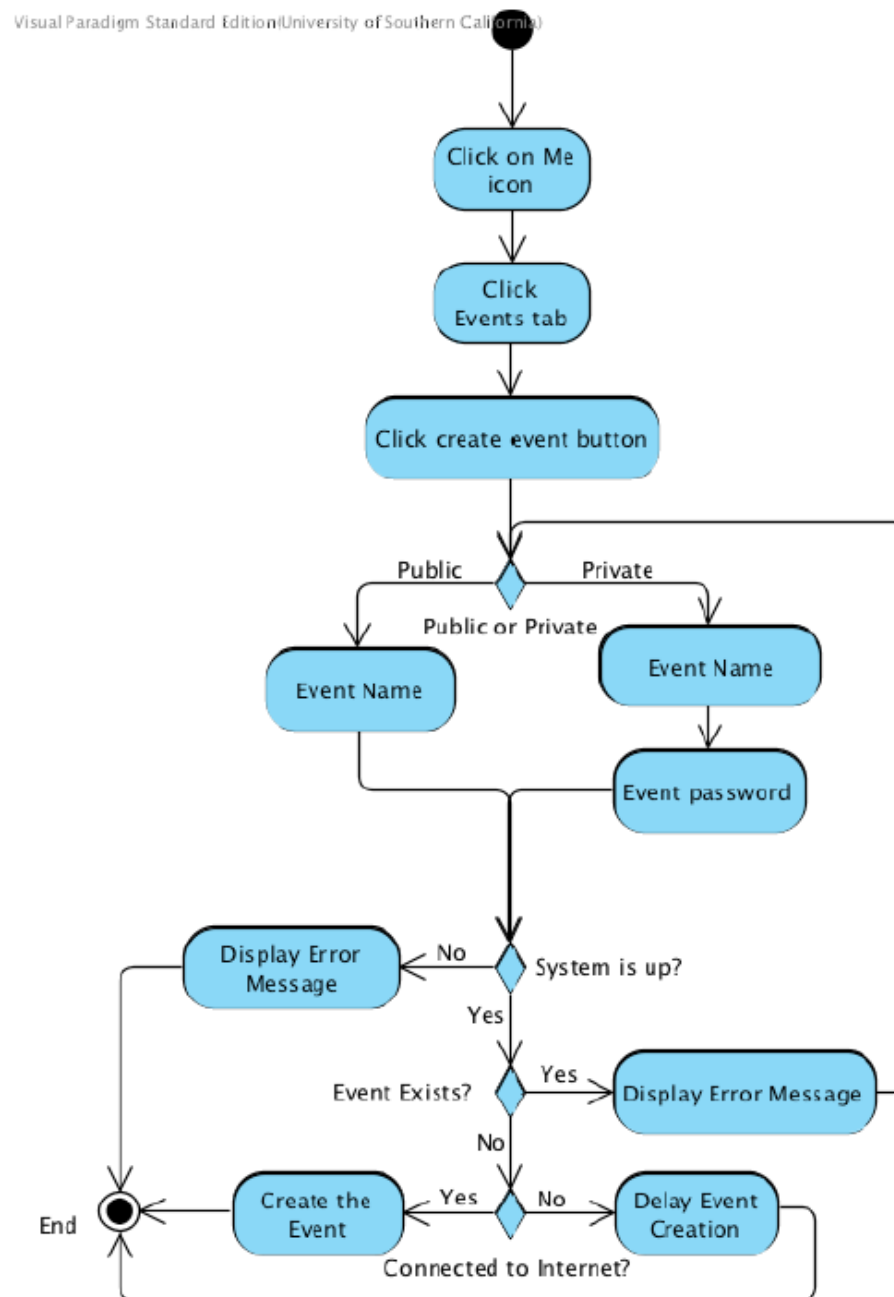 Visual Paradigm Standard Edition(University of Southern California)
Click on Me
icon
Click
Events tab
Click create event button
Public
Private
Public or Private
Event Name
Event Name
Event password
Display Error
Message
No
System is up?
Yes
Event Exists?
Yes
Display Error Message
No
Create the
Event
Yes
No
Delay Event
Creation
End
Connected to Internet?